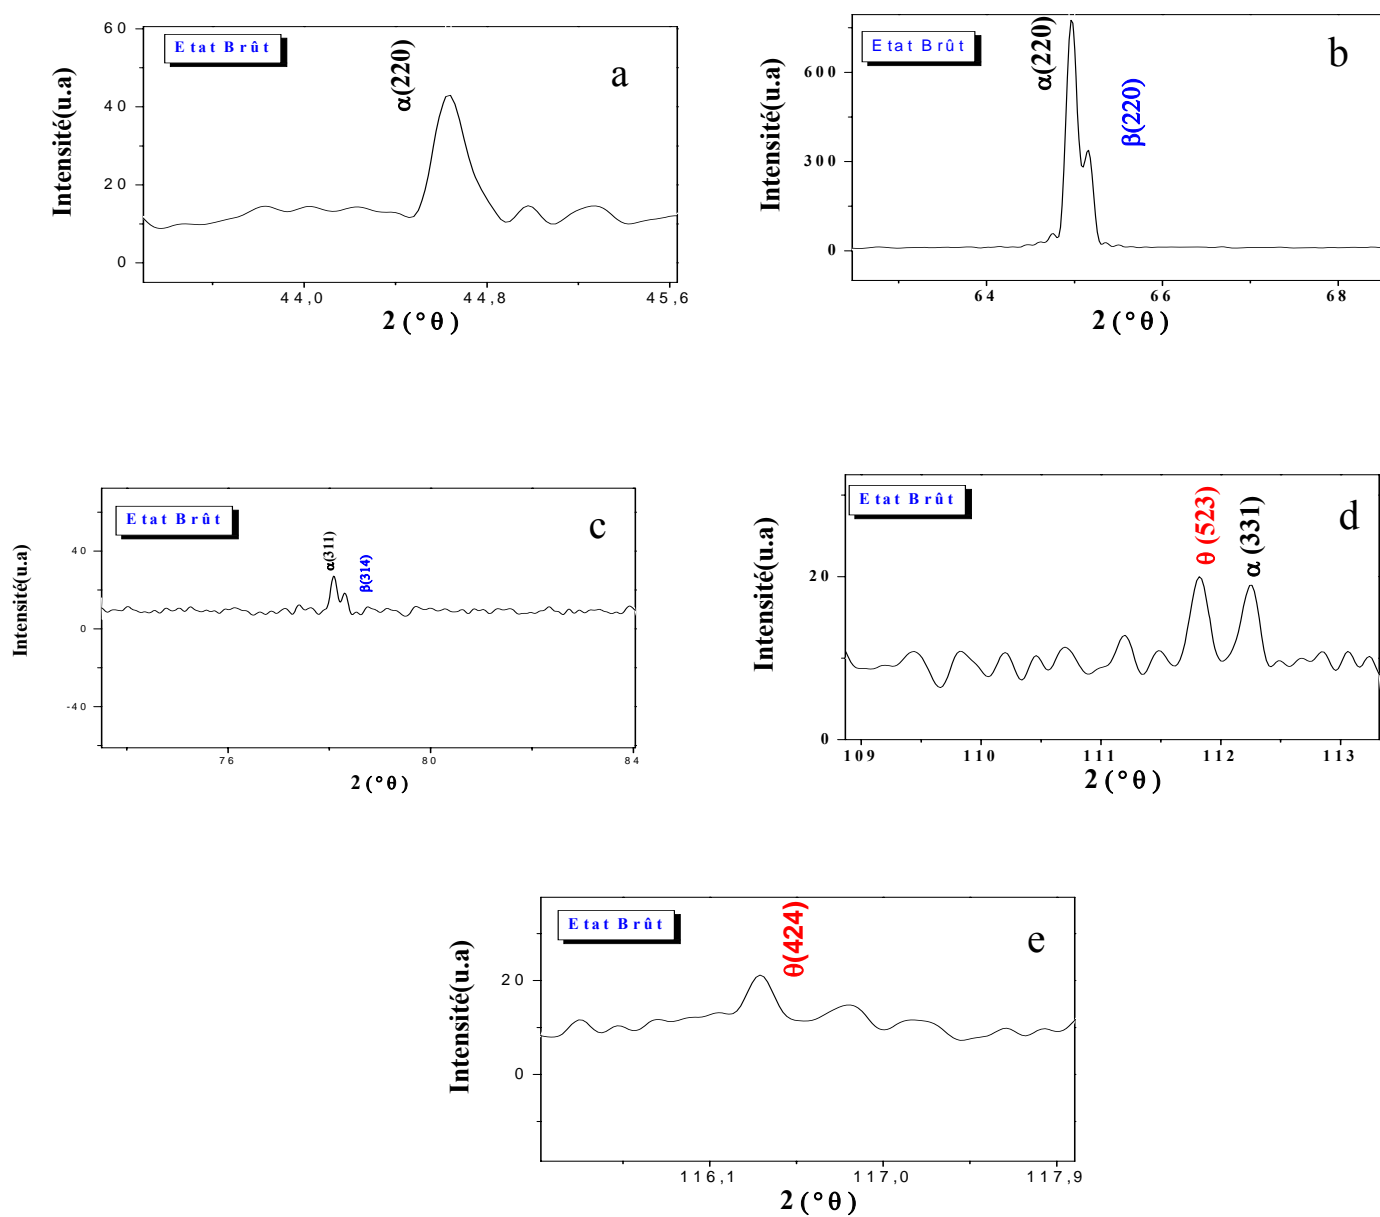 Etat Brût
a
α(220)
Intensité(u.a)
60
40
20
0
44,0
44,8
45,6
2 (°θ)
Etat Brût
b
α(220)
β(220)
Intensité(u.a)
600
300
0
64
66
68
2 (°θ)
Etat Brût
c
α(311)
β(314)
Intensité(u.a)
40
0
-40
76
80
84
2 (°θ)
Etat Brût
d
θ (523)
α (331)
Intensité(u.a)
20
0
109
110
111
112
113
2 (°θ)
Etat Brût
e
θ(424)
Intensité(u.a)
20
0
116,1
117,0
117,9
2 (°θ)